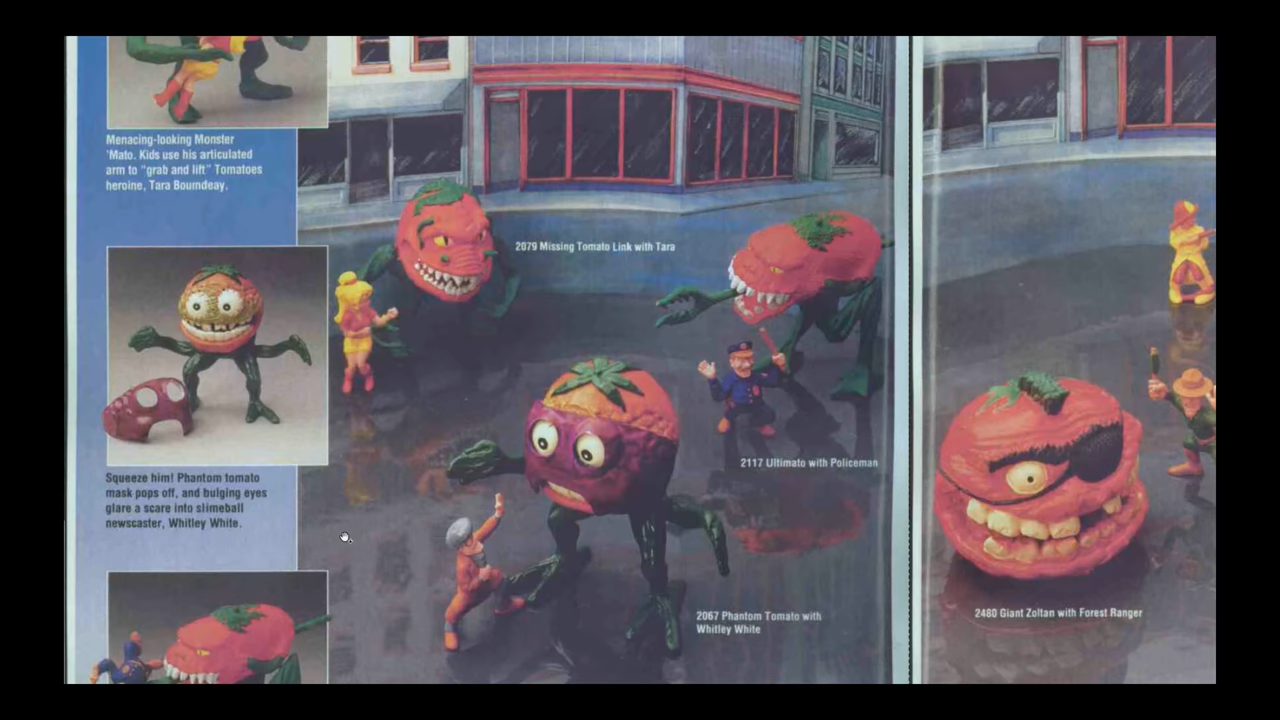 Menacing-looking Monster
'Mato. Kids use his articulated
arm to "grab and lift" Tomatoes
heroine, Tara Boumdeay.
Squeeze him! Phantom tomato
mask pops off, and bulging eyes
glare a scare into slimeball
newscaster, Whitley White.
2079 Missing Tomato Link with Tara
2117 Ultimato with Policeman
2067 Phantom Tomato with
Whitley White
2480 Giant Zoltan with Forest Ranger